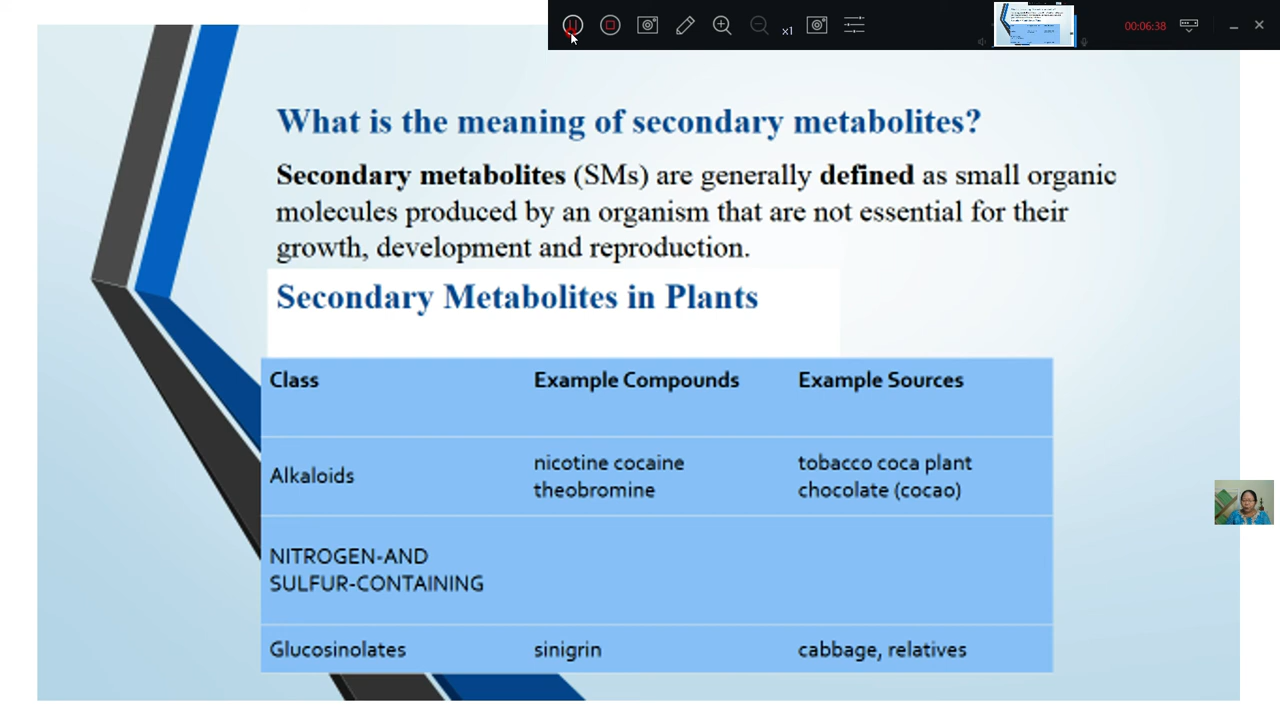 x1
00:06:38
What is the meaning of secondary metabolites?
Secondary metabolites (SMs) are generally defined as small organic
molecules produced by an organism that are not essential for their
growth, development and reproduction.
Secondary Metabolites in Plants
Class Example Compounds Example Sources
Alkaloids
nicotine cocaine
theobromine
tobacco coca plant
chocolate (cocao)
NITROGEN-AND
SULFUR-CONTAINING
Glucosinolates sinigrin cabbage, relatives